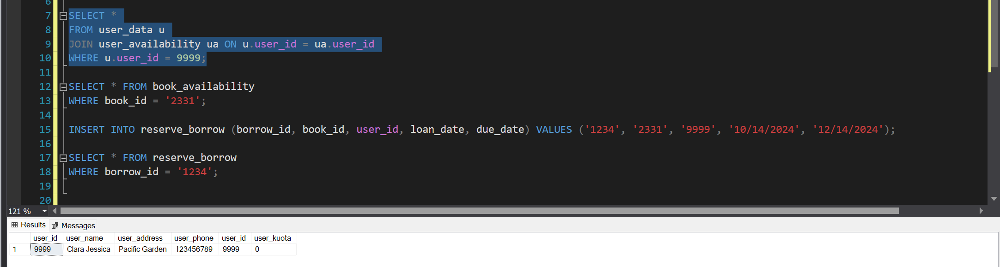 6
7 SELECT *
8 FROM user_data u
9 JOIN user_availability ua ON u.user_id = ua.user_id
10 WHERE u.user_id = 9999;
11
12 SELECT * FROM book_availability
13 WHERE book_id = '2331';
14
15 INSERT INTO reserve_borrow (borrow_id, book_id, user_id, loan_date, due_date) VALUES ('1234', '2331', '9999', '10/14/2024', '12/14/2024');
16
17 SELECT * FROM reserve_borrow
18 WHERE borrow_id = '1234';
19
20
121 %
Results Messages
user_id user_name user_address user_phone user_id user_kuota
1 9999 Clara Jessica Pacific Garden 123456789 9999 0